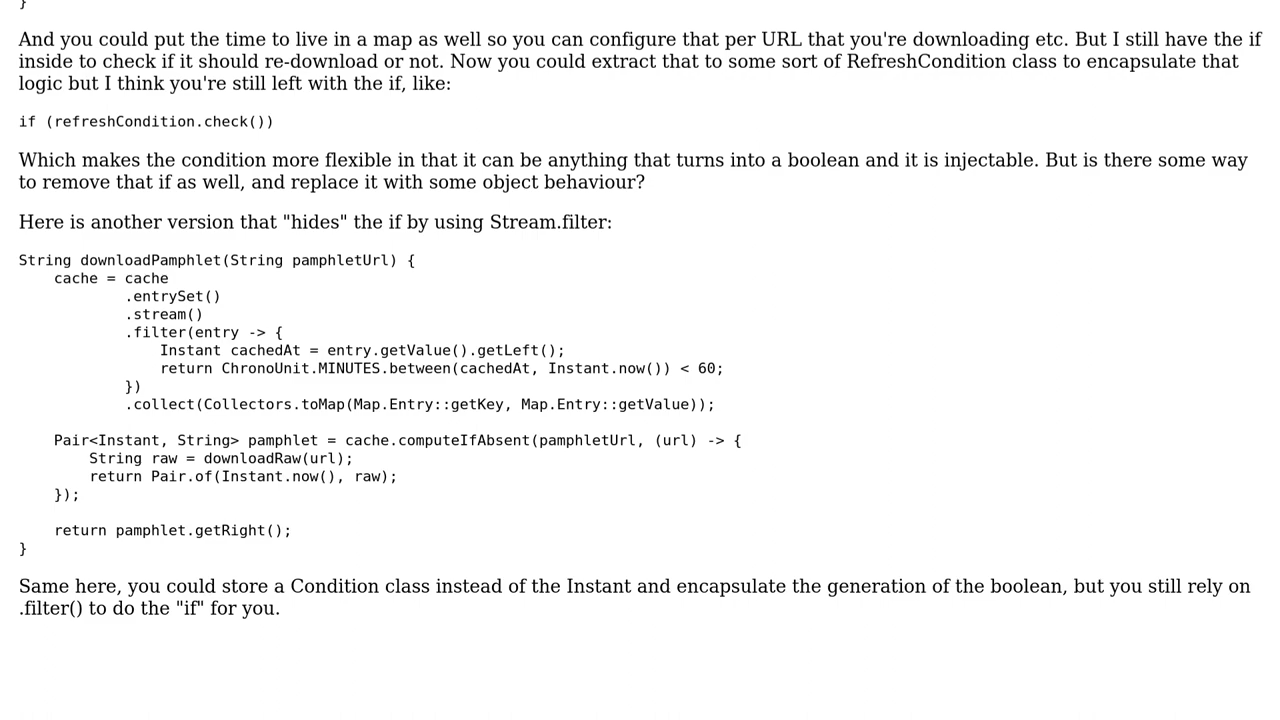 }
And you could put the time to live in a map as well so you can configure that per URL that you're downloading etc. But I still have the if
inside to check if it should re-download or not. Now you could extract that to some sort of RefreshCondition class to encapsulate that
logic but I think you're still left with the if, like:
if (refreshCondition.check())
Which makes the condition more flexible in that it can be anything that turns into a boolean and it is injectable. But is there some way
to remove that if as well, and replace it with some object behaviour?
Here is another version that "hides" the if by using Stream.filter:
String downloadPamphlet(String pamphletUrl) {
    cache = cache
            .entrySet()
            .stream()
            .filter(entry -> {
                Instant cachedAt = entry.getValue().getLeft();
                return ChronoUnit.MINUTES.between(cachedAt, Instant.now()) < 60;
            })
            .collect(Collectors.toMap(Map.Entry::getKey, Map.Entry::getValue));
    Pair<Instant, String> pamphlet = cache.computeIfAbsent(pamphletUrl, (url) -> {
        String raw = downloadRaw(url);
        return Pair.of(Instant.now(), raw);
    });
    return pamphlet.getRight();
}
Same here, you could store a Condition class instead of the Instant and encapsulate the generation of the boolean, but you still rely on
.filter() to do the "if" for you.